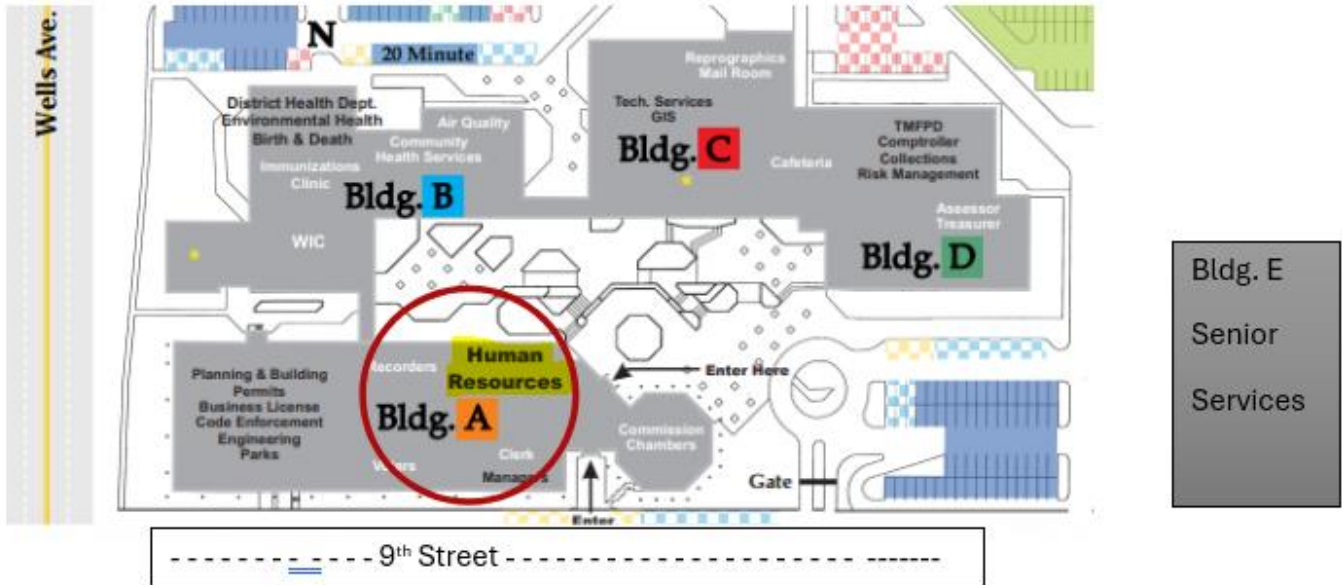 Wells Ave.
N
20 Minute
District Health Dept.
Environmental Health
Birth & Death
Immunizations
Clinic
Air Quality
Community
Health Services
Bldg. B
WIC
Reprographics
Mail Room
Tech. Services
GIS
Bldg. C
Cafeteria
TMFPD
Comptroller
Collections
Risk Management
Assessor
Treasurer
Bldg. D
Bldg. E
Senior
Services
Planning & Building
Permits
Business License
Code Enforcement
Engineering
Parks
Recorders
Human
Resources
Bldg. A
Voters
Clerk
Managers
Enter Here
Commission
Chambers
Gate
Enter
9th Street